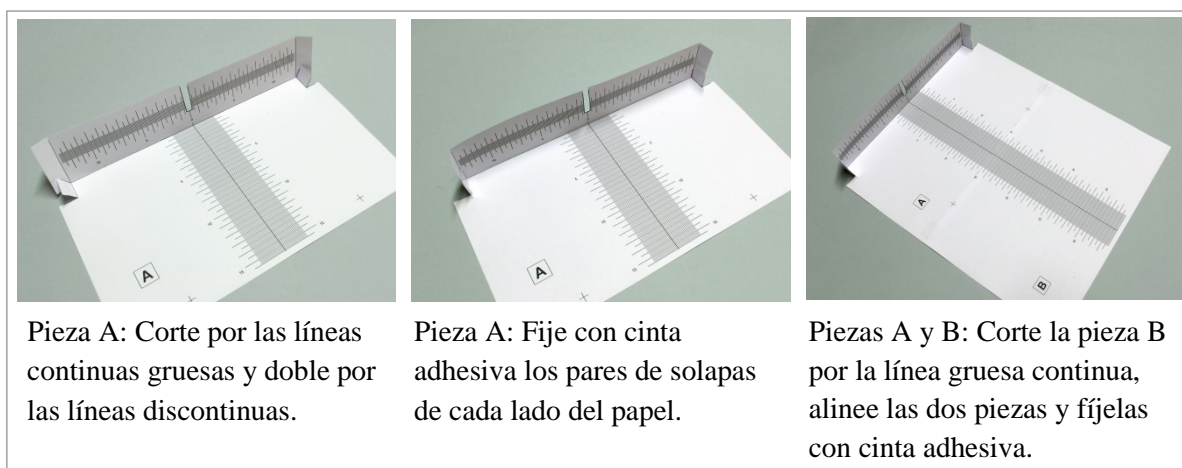 A
A
A
B
Pieza A: Corte por las líneas
continuas gruesas y doble por
las líneas discontinuas.
Pieza A: Fije con cinta
adhesiva los pares de solapas
de cada lado del papel.
Piezas A y B: Corte la pieza B
por la línea gruesa continua,
alinee las dos piezas y fíjelas
con cinta adhesiva.